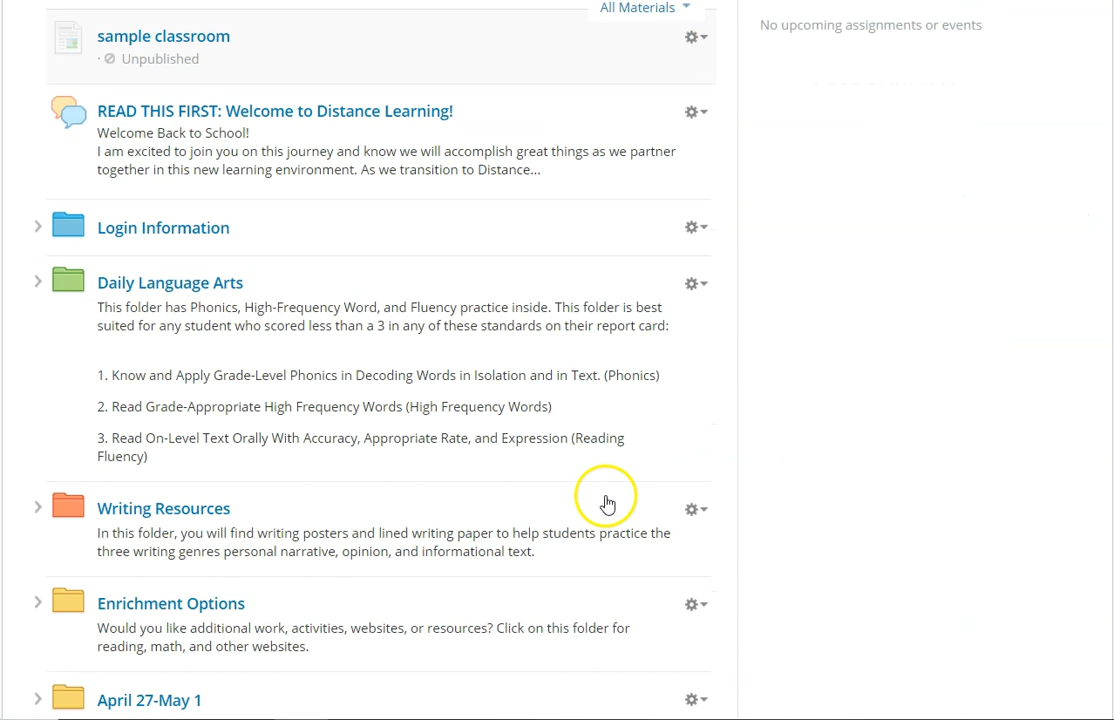 All Materials
No upcoming assignments or events
sample classroom
· Unpublished
READ THIS FIRST: Welcome to Distance Learning!
Welcome Back to School!
I am excited to join you on this journey and know we will accomplish great things as we partner
together in this new learning environment. As we transition to Distance...
Login Information
Daily Language Arts
This folder has Phonics, High-Frequency Word, and Fluency practice inside. This folder is best
suited for any student who scored less than a 3 in any of these standards on their report card:
1. Know and Apply Grade-Level Phonics in Decoding Words in Isolation and in Text. (Phonics)
2. Read Grade-Appropriate High Frequency Words (High Frequency Words)
3. Read On-Level Text Orally With Accuracy, Appropriate Rate, and Expression (Reading
Fluency)
Writing Resources
In this folder, you will find writing posters and lined writing paper to help students practice the
three writing genres personal narrative, opinion, and informational text.
Enrichment Options
Would you like additional work, activities, websites, or resources? Click on this folder for
reading, math, and other websites.
April 27-May 1